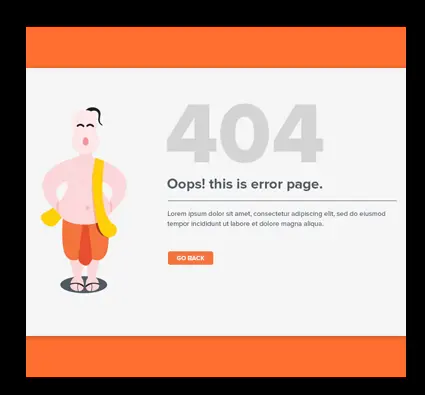 404
Oops! this is error page.
Lorem ipsum dolor sit amet, consectetur adipiscing elit, sed do eiusmod
tempor incididunt ut labore et dolore magna aliqua.
GO BACK